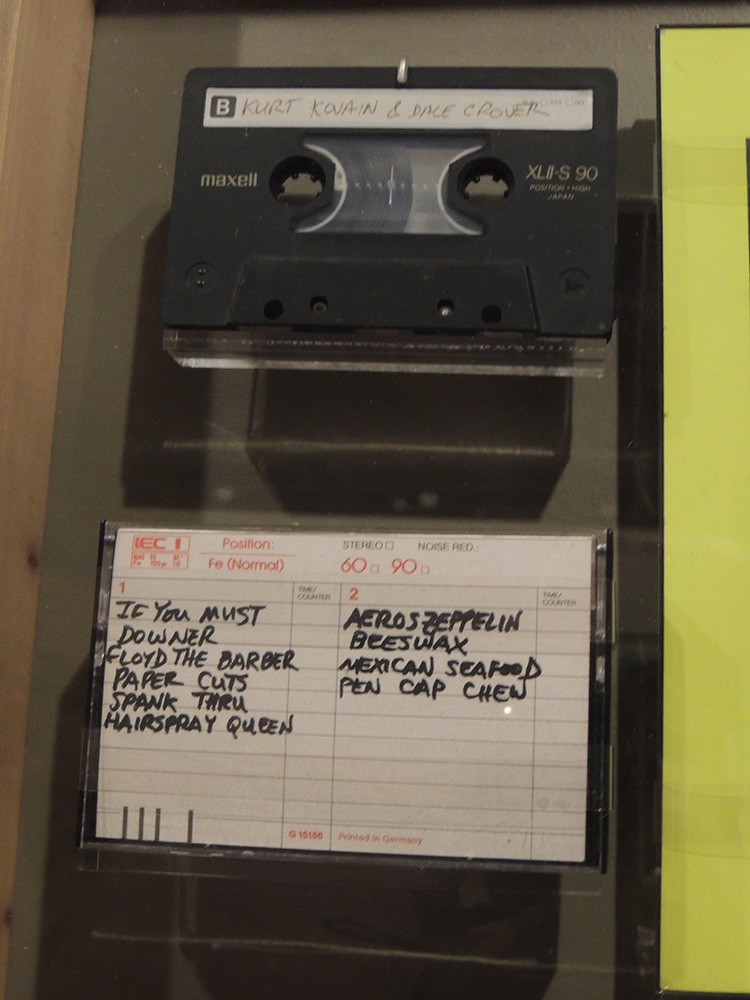 B KURT KOVAIN & DALE CROVER
maxell
XLII-S 90
POSITION • HIGH
JAPAN
IEC I
Position:
Fe (Normal)
STEREO NOISE RED.:
60 90
1 TIME/ COUNTER 2 TIME/ COUNTER
IF YOU MUST
DOWNER
FLOYD THE BARBER
PAPER CUTS
SPANK THRU
HAIRSPRAY QUEEN
AEROSZEPPELIN
BEESWAX
MEXICAN SEAFOOD
PEN CAP CHEW
G 15156 Printed in Germany